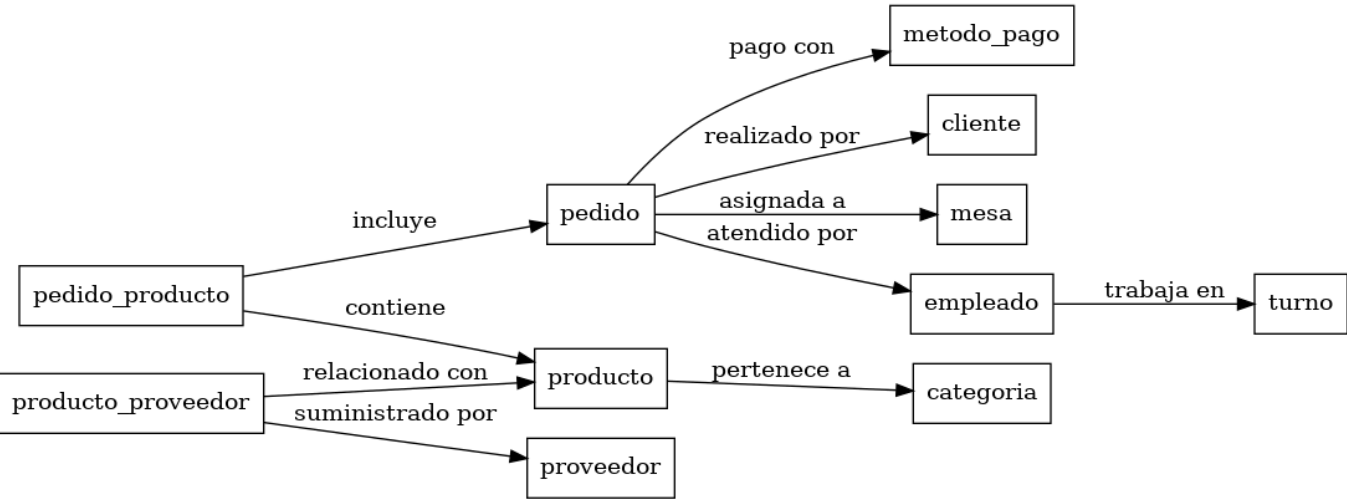 metodo_pago
pago con
cliente
realizado por
pedido
asignada a
mesa
incluye
atendido por
pedido_producto
empleado
trabaja en
turno
contiene
relacionado con
producto
pertenece a
categoria
producto_proveedor
suministrado por
proveedor